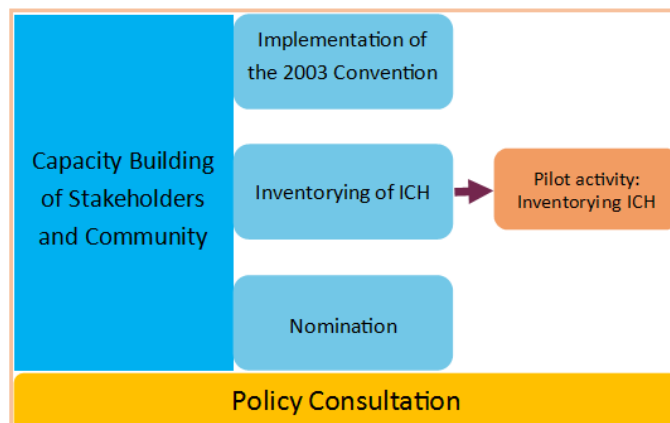 Implementation of
the 2003 Convention
Capacity Building
of Stakeholders
and Community
Inventorying of ICH
Pilot activity:
Inventorying ICH
Nomination
Policy Consultation